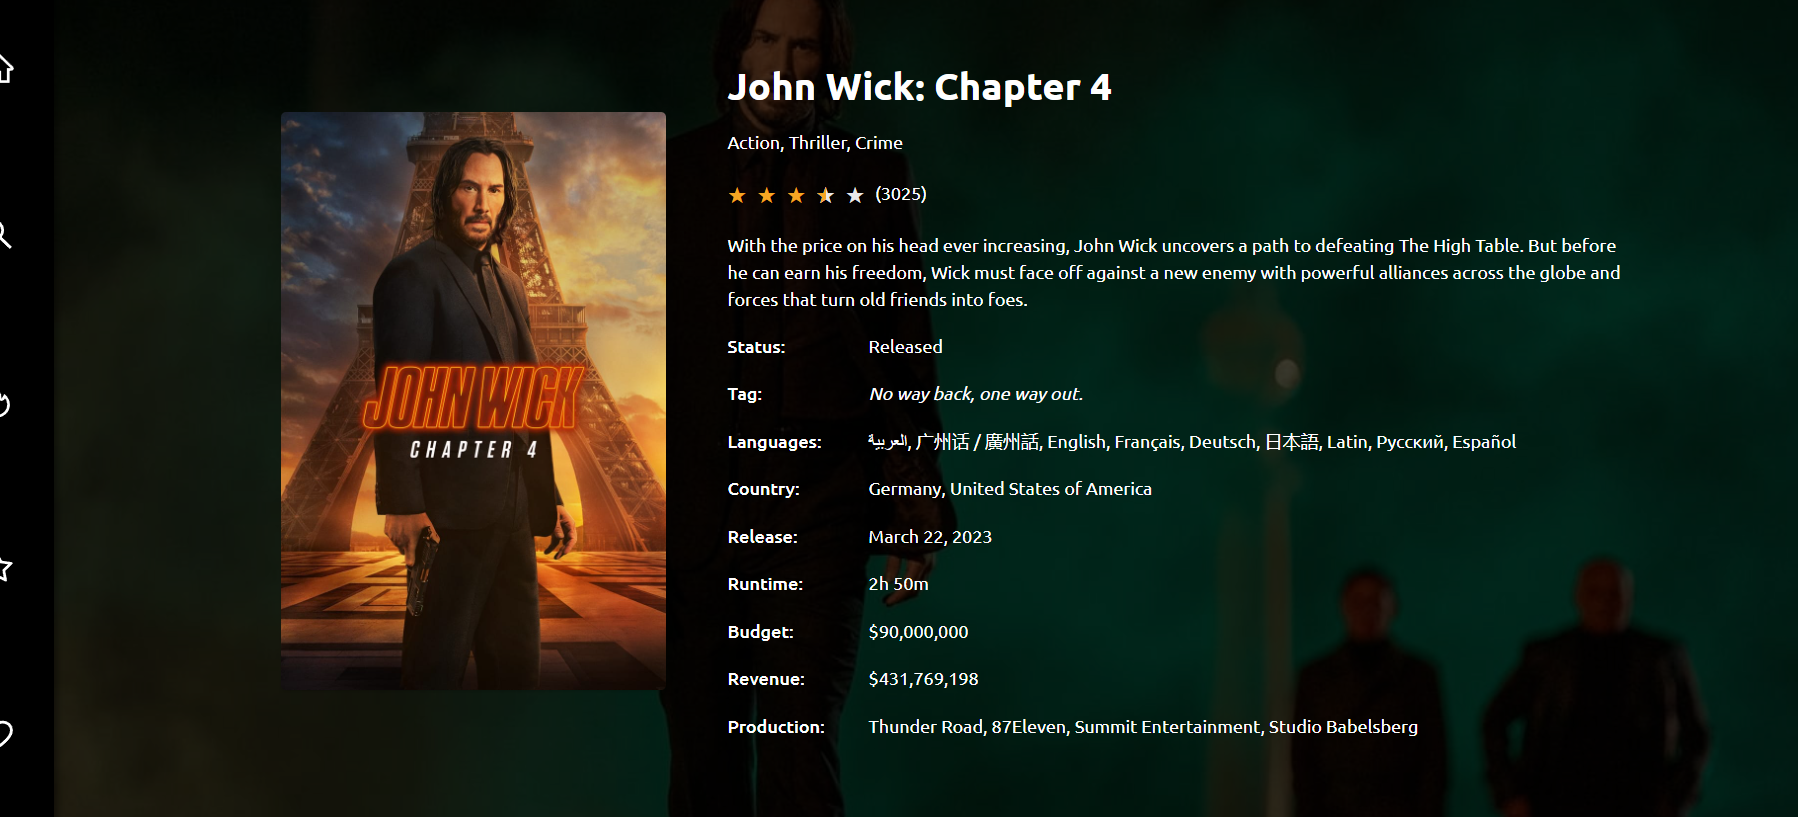 John Wick: Chapter 4
Action, Thriller, Crime
(3025)
With the price on his head ever increasing, John Wick uncovers a path to defeating The High Table. But before
he can earn his freedom, Wick must face off against a new enemy with powerful alliances across the globe and
forces that turn old friends into foes.
Status: Released
Tag: No way back, one way out.
Languages: العربية, 广州话 / 廣州話, English, Français, Deutsch, 日本語, Latin, Pусский, Español
Country: Germany, United States of America
Release: March 22, 2023
Runtime: 2h 50m
Budget: $90,000,000
Revenue: $431,769,198
Production: Thunder Road, 87Eleven, Summit Entertainment, Studio Babelsberg
JOHN WICK
CHAPTER 4